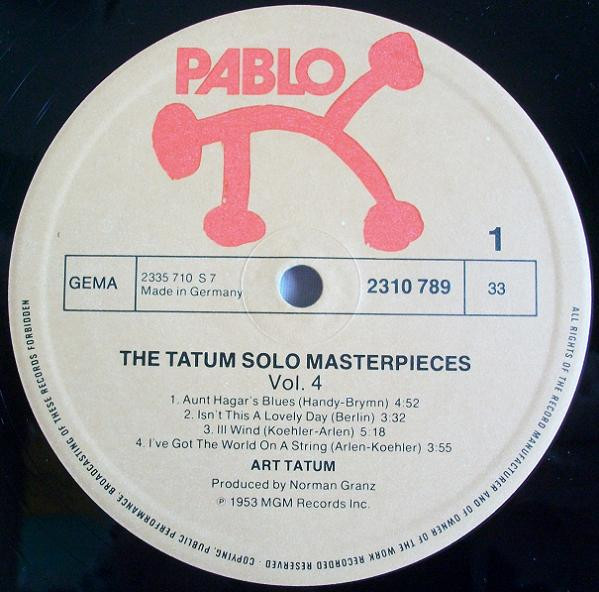 PABLO
1
GEMA
2335 710 S 7
Made in Germany
2310 789
33
THE TATUM SOLO MASTERPIECES
Vol. 4
1. Aunt Hagar's Blues (Handy-Brymn) 4:52
2. Isn't This A Lovely Day (Berlin) 3:32
3. Ill Wind (Koehler-Arlen) 5:18
4. I've Got The World On A String (Arlen-Koehler) 3:55
ART TATUM
Produced by Norman Granz
℗ 1953 MGM Records Inc.
ALL RIGHTS OF THE RECORD MANUFACTURER AND OF OWNER OF THE WORK RECORDED RESERVED · COPYING, PUBLIC PERFORMANCE, BROADCASTING OF THESE RECORDS FORBIDDEN